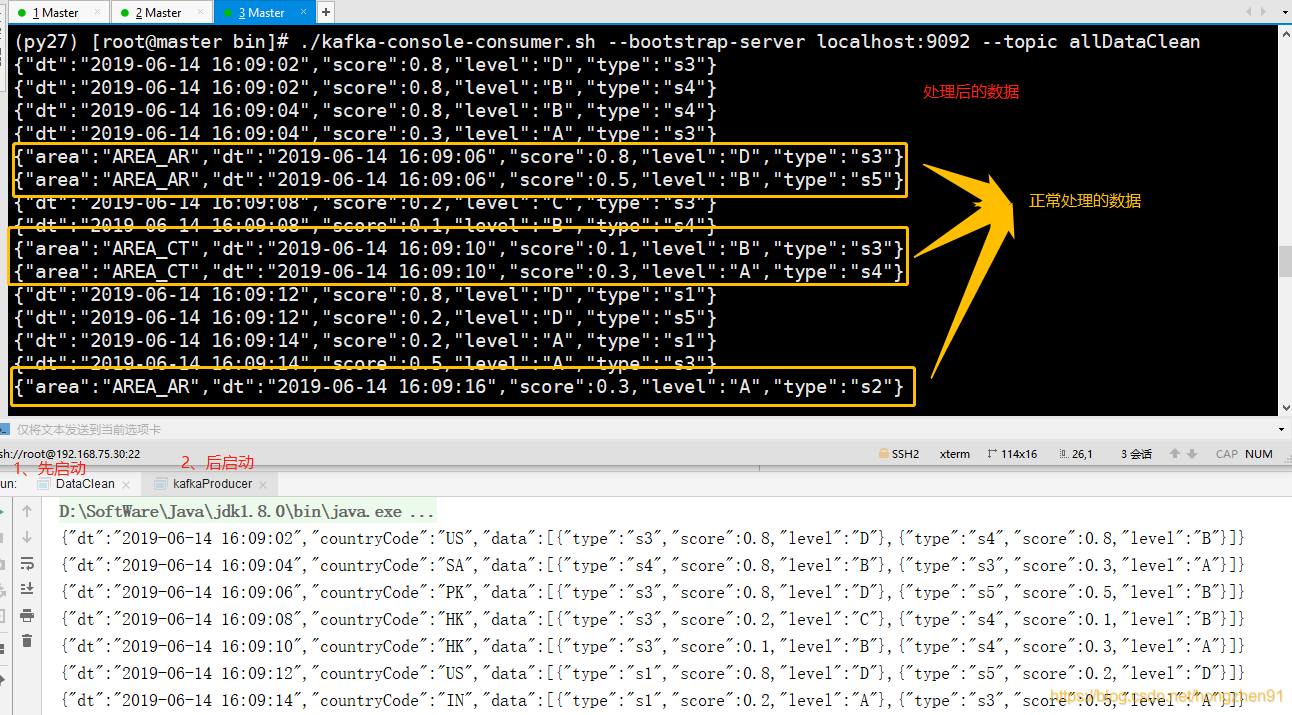 1 Master × 2 Master × 3 Master × +
(py27) [root@master bin]# ./kafka-console-consumer.sh --bootstrap-server localhost:9092 --topic allDataClean
{"dt":"2019-06-14 16:09:02","score":0.8,"level":"D","type":"s3"}
{"dt":"2019-06-14 16:09:02","score":0.8,"level":"B","type":"s4"}
处理后的数据
{"dt":"2019-06-14 16:09:04","score":0.8,"level":"B","type":"s4"}
{"dt":"2019-06-14 16:09:04","score":0.3,"level":"A","type":"s3"}
{"area":"AREA_AR","dt":"2019-06-14 16:09:06","score":0.8,"level":"D","type":"s3"}
{"area":"AREA_AR","dt":"2019-06-14 16:09:06","score":0.5,"level":"B","type":"s5"}
{"dt":"2019-06-14 16:09:08","score":0.2,"level":"C","type":"s3"}
正常处理的数据
{"dt":"2019-06-14 16:09:08","score":0.1,"level":"B","type":"s4"}
{"area":"AREA_CT","dt":"2019-06-14 16:09:10","score":0.1,"level":"B","type":"s3"}
{"area":"AREA_CT","dt":"2019-06-14 16:09:10","score":0.3,"level":"A","type":"s4"}
{"dt":"2019-06-14 16:09:12","score":0.8,"level":"D","type":"s1"}
{"dt":"2019-06-14 16:09:12","score":0.2,"level":"D","type":"s5"}
{"dt":"2019-06-14 16:09:14","score":0.2,"level":"A","type":"s1"}
{"dt":"2019-06-14 16:09:14","score":0.5,"level":"A","type":"s3"}
{"area":"AREA_AR","dt":"2019-06-14 16:09:16","score":0.3,"level":"A","type":"s2"}
仅将文本发送到当前选项卡
sh://root@192.168.75.30:22 SSH2 xterm 114x16 26,1 3 会话 CAP NUM
1、先启动 2、后启动
un: DataClean × kafkaProducer ×
D:\SoftWare\Java\jdk1.8.0\bin\java.exe ...
{"dt":"2019-06-14 16:09:02","countryCode":"US","data":[{"type":"s3","score":0.8,"level":"D"},{"type":"s4","score":0.8,"level":"B"}]}
{"dt":"2019-06-14 16:09:04","countryCode":"SA","data":[{"type":"s4","score":0.8,"level":"B"},{"type":"s3","score":0.3,"level":"A"}]}
{"dt":"2019-06-14 16:09:06","countryCode":"PK","data":[{"type":"s3","score":0.8,"level":"D"},{"type":"s5","score":0.5,"level":"B"}]}
{"dt":"2019-06-14 16:09:08","countryCode":"HK","data":[{"type":"s3","score":0.2,"level":"C"},{"type":"s4","score":0.1,"level":"B"}]}
{"dt":"2019-06-14 16:09:10","countryCode":"HK","data":[{"type":"s3","score":0.1,"level":"B"},{"type":"s4","score":0.3,"level":"A"}]}
{"dt":"2019-06-14 16:09:12","countryCode":"US","data":[{"type":"s1","score":0.8,"level":"D"},{"type":"s5","score":0.2,"level":"D"}]}
{"dt":"2019-06-14 16:09:14","countryCode":"IN","data":[{"type":"s1","score":0.2,"level":"A"},{"type":"s3","score":0.5,"level":"A"}]}
https://blog.csdn.net/hongzhen91